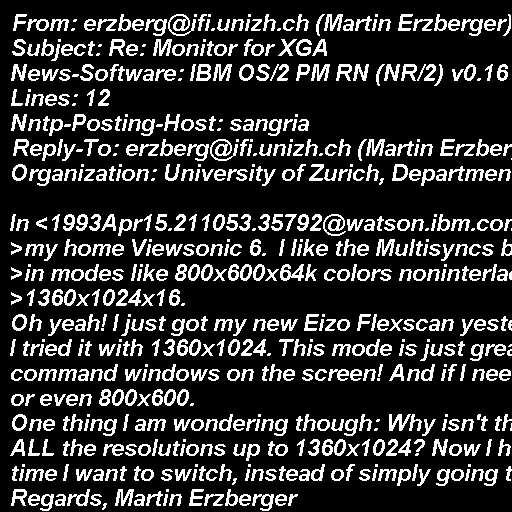 From: erzberg@ifi.unizh.ch (Martin Erzberger)
Subject: Re: Monitor for XGA
News-Software: IBM OS/2 PM RN (NR/2) v0.16
Lines: 12
Nntp-Posting-Host: sangria
Reply-To: erzberg@ifi.unizh.ch (Martin Erzber
Organization: University of Zurich, Departmen
In <1993Apr15.211053.35792@watson.ibm.com
>my home Viewsonic 6. I like the Multisyncs b
>in modes like 800x600x64k colors noninterla
>1360x1024x16.
Oh yeah! I just got my new Eizo Flexscan yest
I tried it with 1360x1024. This mode is just grea
command windows on the screen! And if I nee
or even 800x600.
One thing I am wondering though: Why isn't th
ALL the resolutions up to 1360x1024? Now I h
time I want to switch, instead of simply going t
Regards, Martin Erzberger